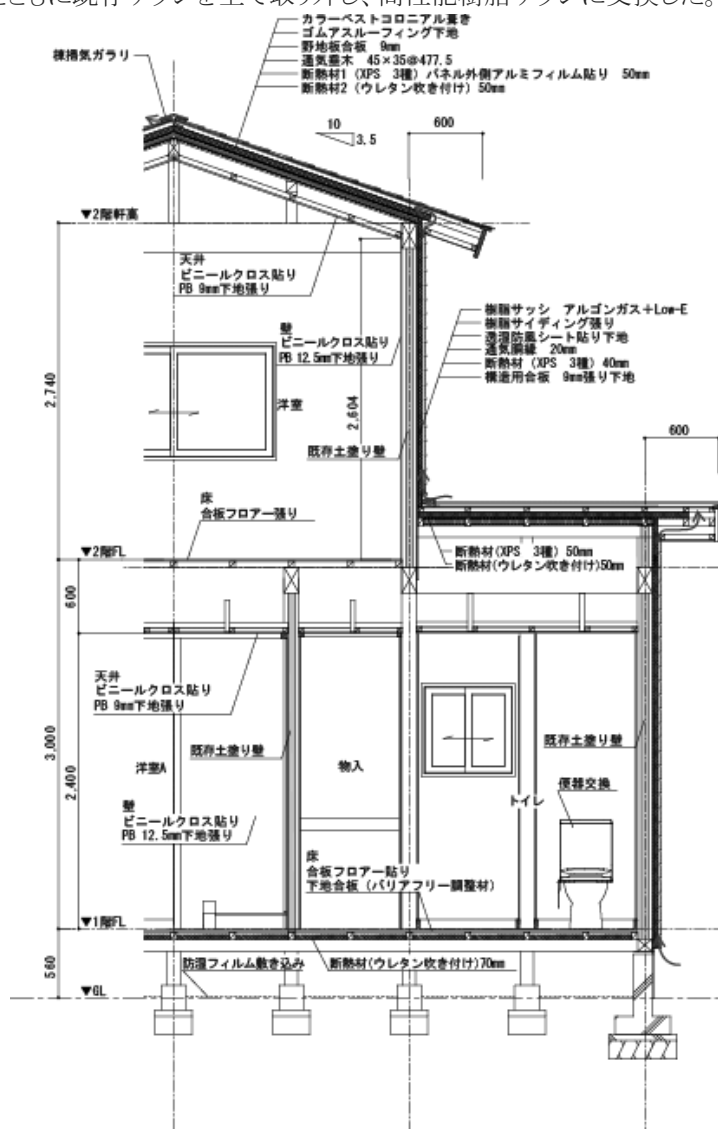 ともに既存サッシを全て取り外し、高性能樹脂サッシに交換した。
カラーベストコロニアル葺き
ゴムアスルーフィング下地
野地板合板 9mm
通気垂木 45×35@477.5
断熱材1 (XPS 3種) パネル外側アルミフィルム貼り 50mm
断熱材2 (ウレタン吹き付け) 50mm
棟換気ガラリ
10
3.5
600
▼2階軒高
天井
ビニールクロス貼り
PB 9mm下地張り
壁
ビニールクロス貼り
PB 12.5mm下地張り
樹脂サッシ アルゴンガス+Low-E
樹脂サイディング張り
透湿防風シート貼り下地
通気胴縁 20mm
断熱材 (XPS 3種) 40mm
構造用合板 9mm張り下地
2,740
洋室
2,604
既存土塗り壁
600
床
合板フロアー張り
▼2階FL
断熱材(XPS 3種) 50mm
断熱材(ウレタン吹き付け)50mm
600
天井
ビニールクロス貼り
PB 9mm下地張り
3,000
2,400
洋室A
既存土塗り壁
物入
既存土塗り壁
便器交換
トイレ
壁
ビニールクロス貼り
PB 12.5mm下地張り
床
合板フロアー貼り
下地合板 (バリアフリー調整材)
▼1階FL
560
防湿フィルム敷き込み
断熱材(ウレタン吹き付け)70mm
▼GL